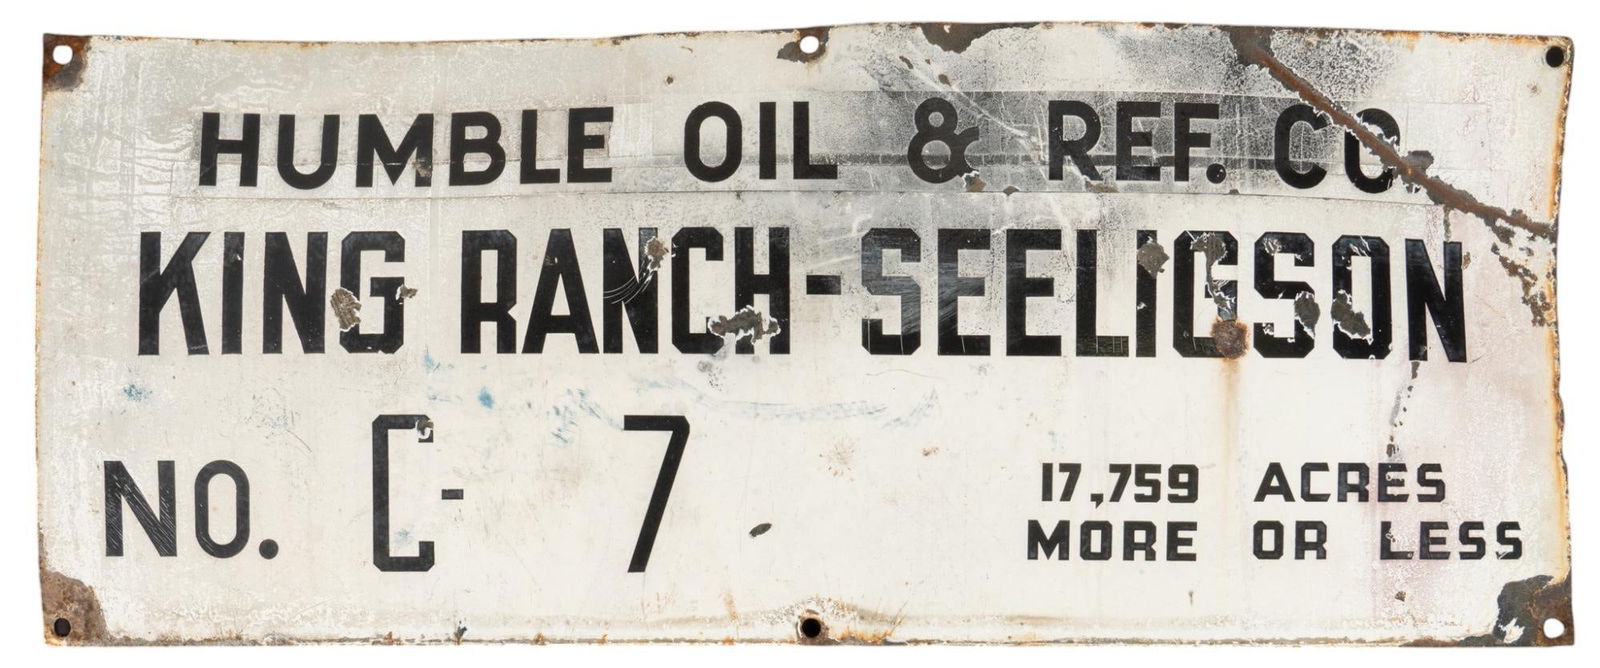 HUMBLE OIL & REF. CO.
KING RANCH-SEELIGSON
NO. C- 7
17,759 ACRES
MORE OR LESS